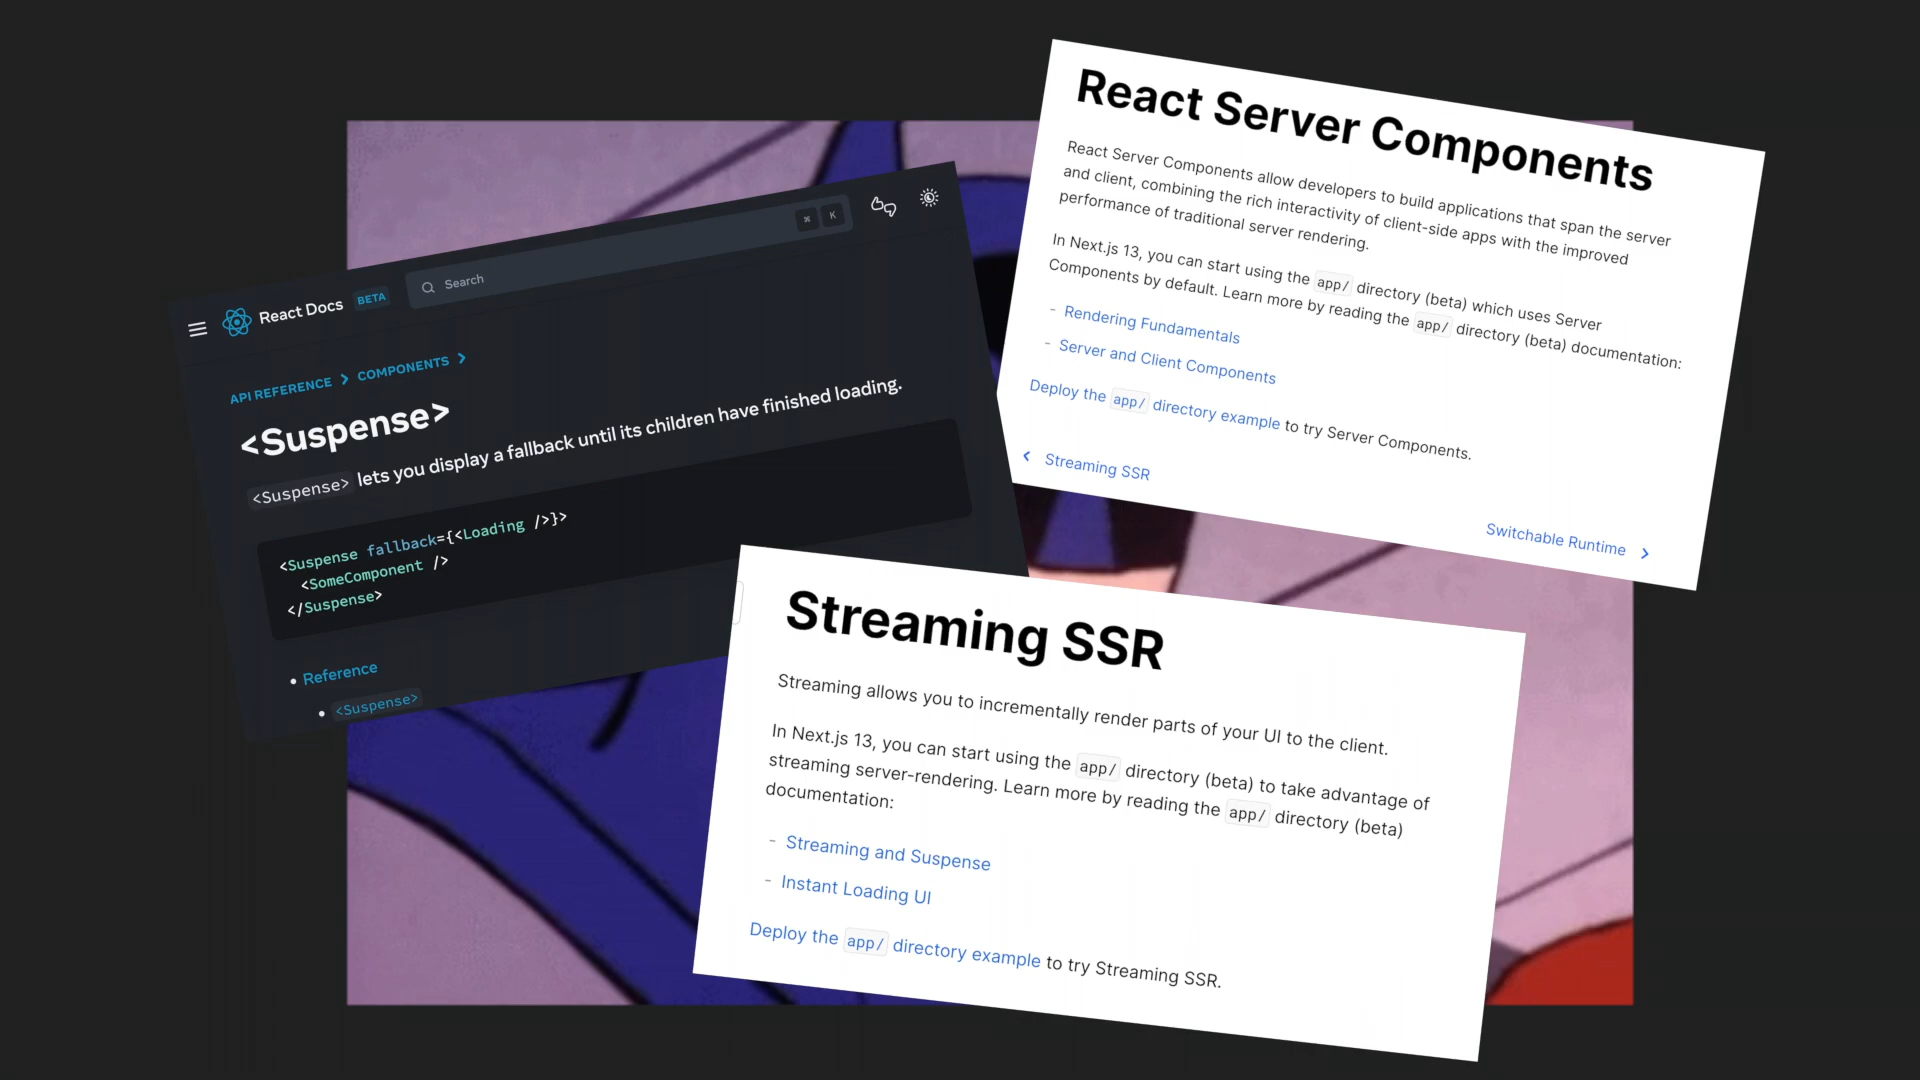 React Docs BETA
Search
⌘ K
API REFERENCE > COMPONENTS >
<Suspense>
<Suspense> lets you display a fallback until its children have finished loading.
<Suspense fallback={<Loading />}>
<SomeComponent />
</Suspense>
• Reference
• <Suspense>
React Server Components
React Server Components allow developers to build applications that span the server
and client, combining the rich interactivity of client-side apps with the improved
performance of traditional server rendering.
In Next.js 13, you can start using the app/ directory (beta) which uses Server
Components by default. Learn more by reading the app/ directory (beta) documentation:
- Rendering Fundamentals
- Server and Client Components
Deploy the app/ directory example to try Server Components.
< Streaming SSR
Switchable Runtime >
Streaming SSR
Streaming allows you to incrementally render parts of your UI to the client.
In Next.js 13, you can start using the app/ directory (beta) to take advantage of
streaming server-rendering. Learn more by reading the app/ directory (beta)
documentation:
- Streaming and Suspense
- Instant Loading UI
Deploy the app/ directory example to try Streaming SSR.